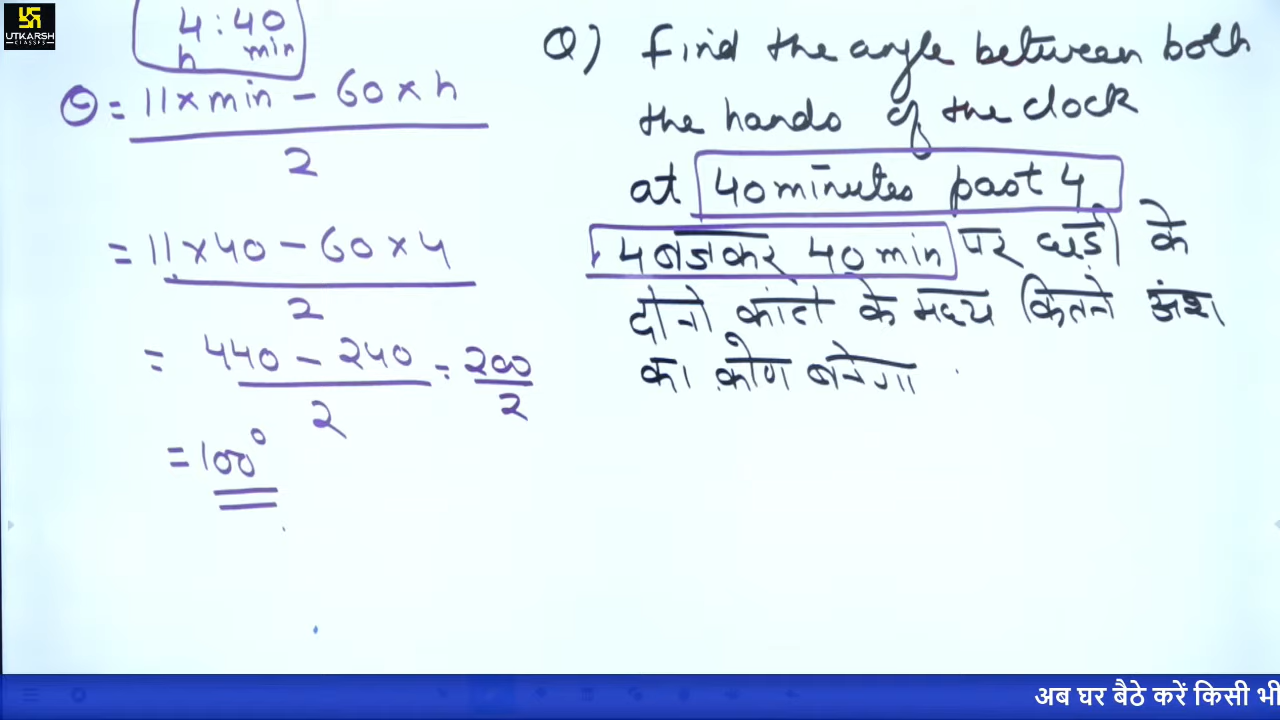 UTKARSH
CLASSES
4:40
h min
θ = 11 × min − 60 × h
2
= 11 × 40 − 60 × 4
2
= 440 − 240 = 200
2 2
= 100°
Q) Find the angle between both
the hands of the clock
at 40 minutes past 4
4 बजकर 40 min पर घड़ी के
दोनो कांटो के मध्य कितने अंश
का कोण बनेगा
अब घर बैठे करें किसी भी